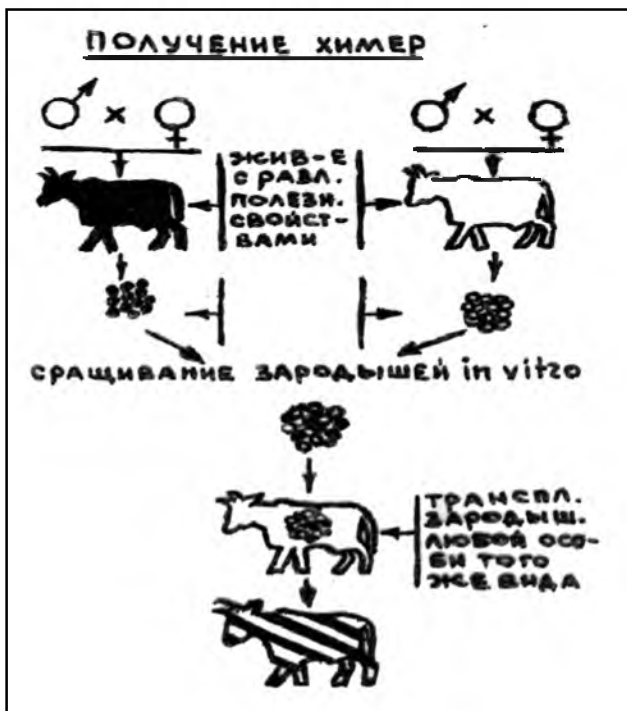 ПОЛУЧЕНИЕ ХИМЕР
х
х
ЖИВ-Е
С РАЗЛ.
ПОЛЕЗН.
СВОЙСТ-
ВАМИ
СРАЩИВАНИЕ ЗАРОДЫШЕЙ in vitro
ТРАНСПЛ.
ЗАРОДЫШ.
ЛЮБОЙ ОСО-
БИ ТОГО
ЖЕ ВИДА